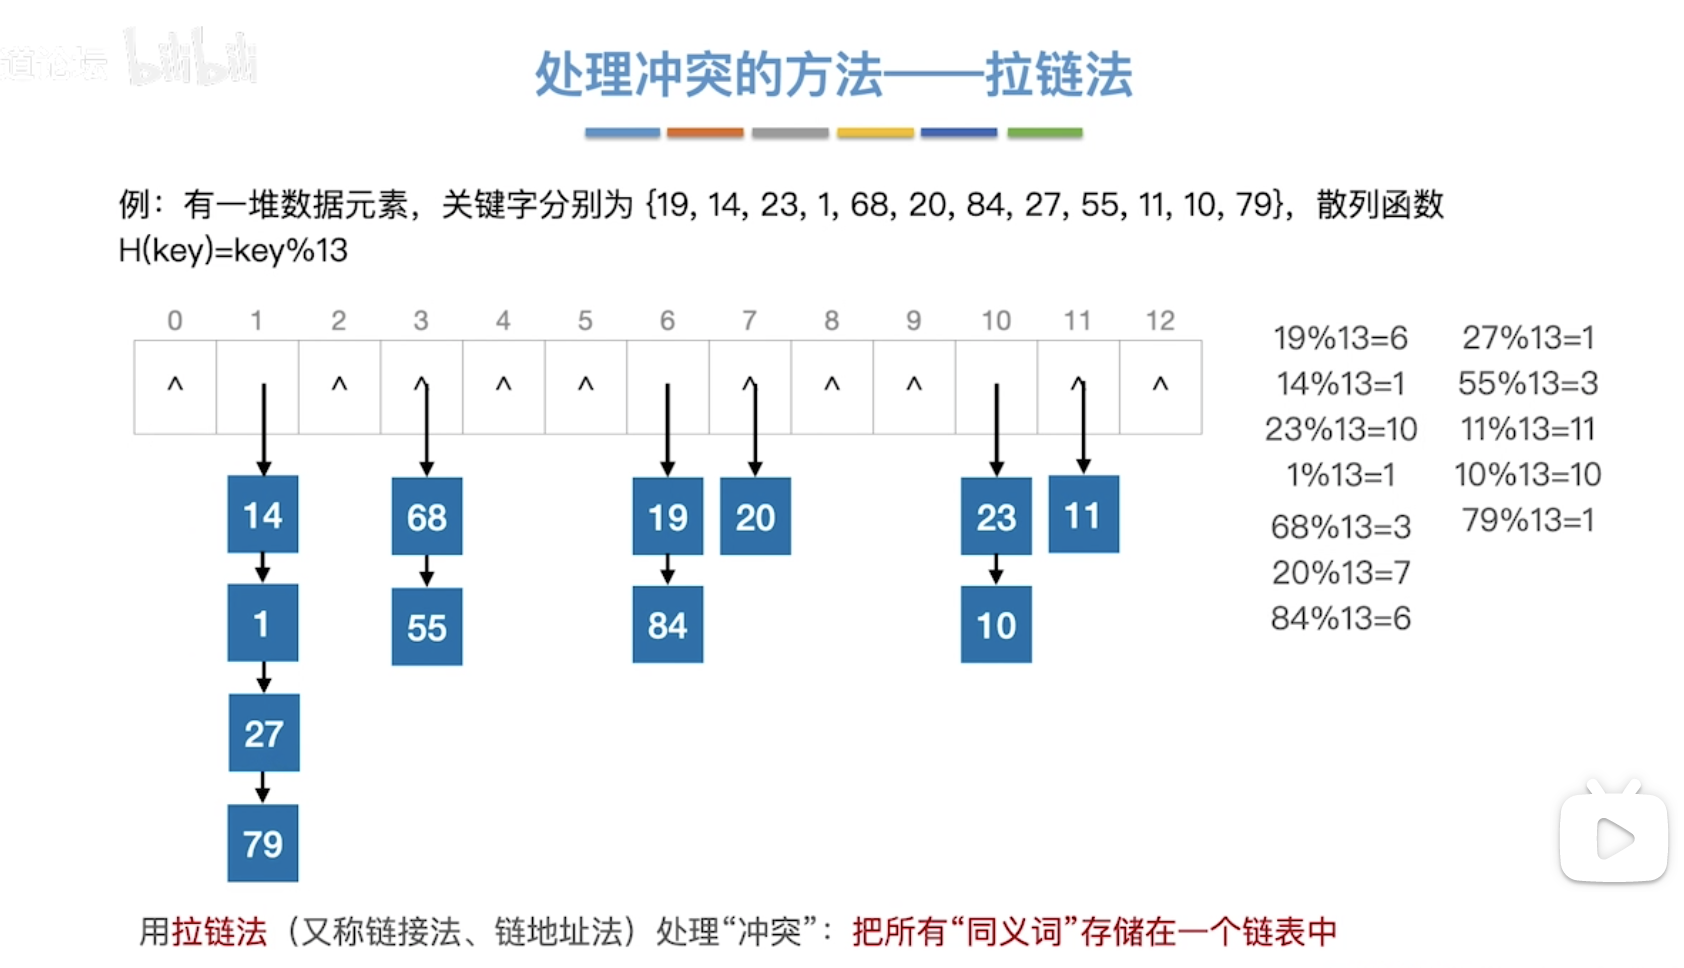 道论坛 bilibili
处理冲突的方法——拉链法
例：有一堆数据元素，关键字分别为 {19, 14, 23, 1, 68, 20, 84, 27, 55, 11, 10, 79}，散列函数
H(key)=key%13
0 1 2 3 4 5 6 7 8 9 10 11 12
^ ^ ^ ^ ^ ^ ^ ^ ^ ^
14 68 19 20 23 11
1 55 84 10
27
79
19%13=6 27%13=1
14%13=1 55%13=3
23%13=10 11%13=11
1%13=1 10%13=10
68%13=3 79%13=1
20%13=7
84%13=6
用拉链法（又称链接法、链地址法）处理“冲突”：把所有“同义词”存储在一个链表中